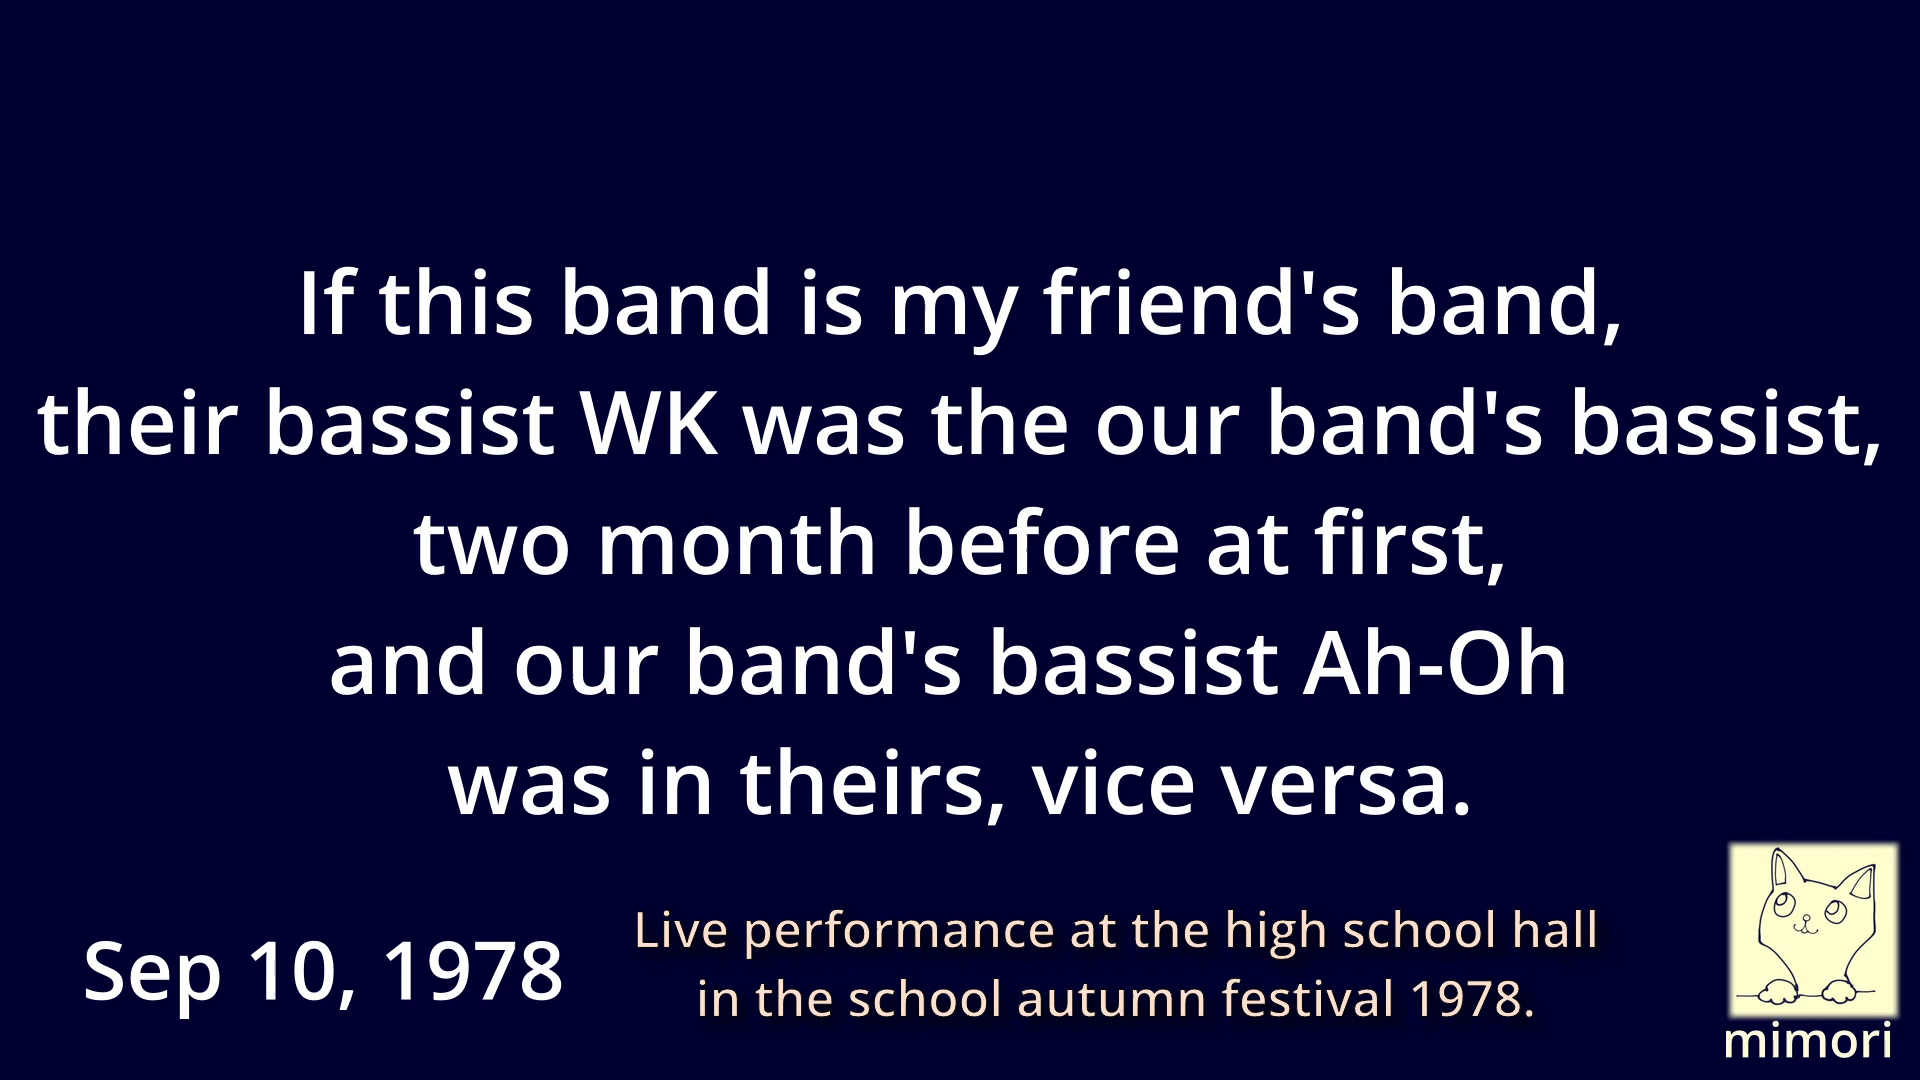 If this band is my friend's band,
their bassist WK was the our band's bassist,
two month before at first,
and our band's bassist Ah-Oh
was in theirs, vice versa.
Sep 10, 1978
Live performance at the high school hall
in the school autumn festival 1978.
mimori